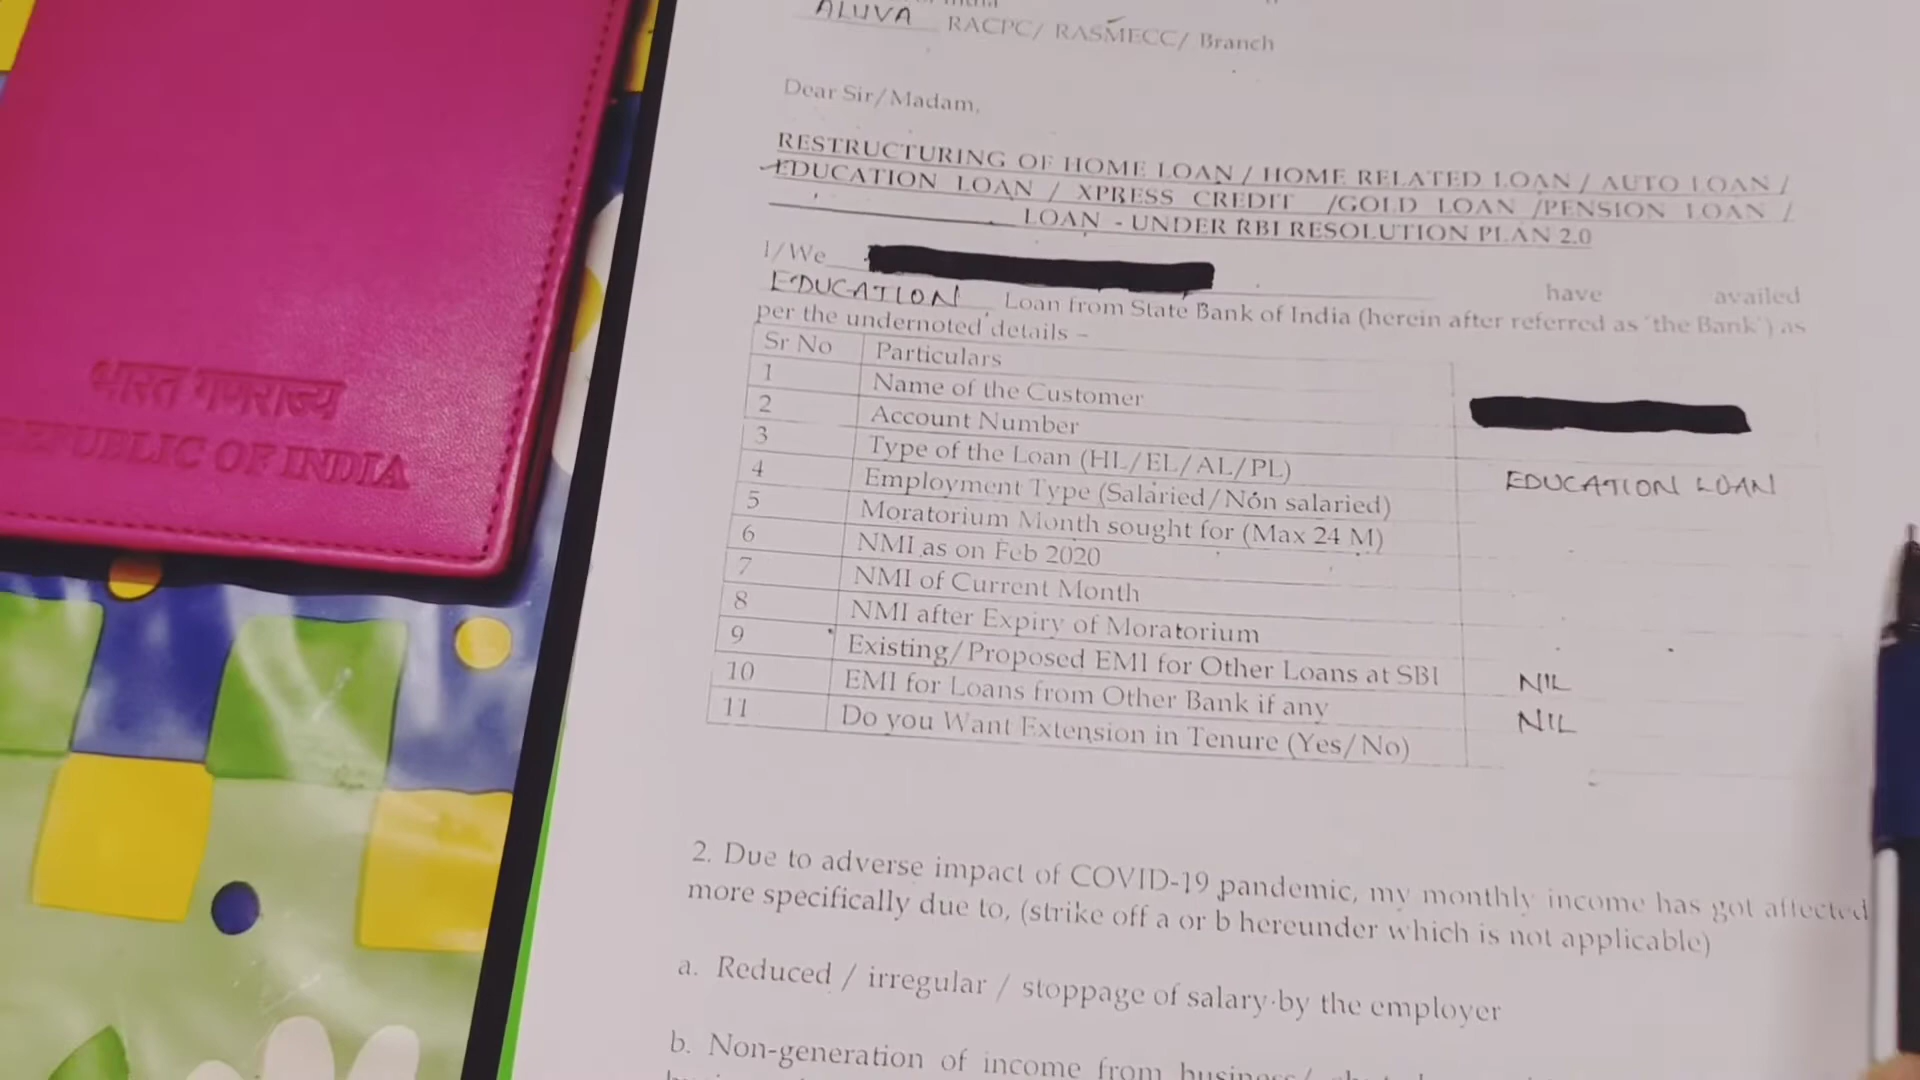 भारत गणराज्य
REPUBLIC OF INDIA
ALUVA RACPC/ RASMECC/ Branch
Dear Sir/Madam,
RESTRUCTURING OF HOME LOAN / HOME RELATED LOAN / AUTO LOAN /
EDUCATION LOAN / XPRESS CREDIT /GOLD LOAN /PENSION LOAN /
LOAN - UNDER RBI RESOLUTION PLAN 2.0
I/We have availed
EDUCATION Loan from State Bank of India (herein after referred as 'the Bank') as
per the undernoted details –
Sr No Particulars
1 Name of the Customer
2 Account Number
3 Type of the Loan (HL/EL/AL/PL) EDUCATION LOAN
4 Employment Type (Salaried/Non salaried)
5 Moratorium Month sought for (Max 24 M)
6 NMI as on Feb 2020
7 NMI of Current Month
8 NMI after Expiry of Moratorium
9 Existing/Proposed EMI for Other Loans at SBI NIL
10 EMI for Loans from Other Bank if any NIL
11 Do you Want Extension in Tenure (Yes/No)
2. Due to adverse impact of COVID-19 pandemic, my monthly income has got affected
more specifically due to, (strike off a or b hereunder which is not applicable)
a. Reduced / irregular / stoppage of salary by the employer
b. Non-generation of income from business/